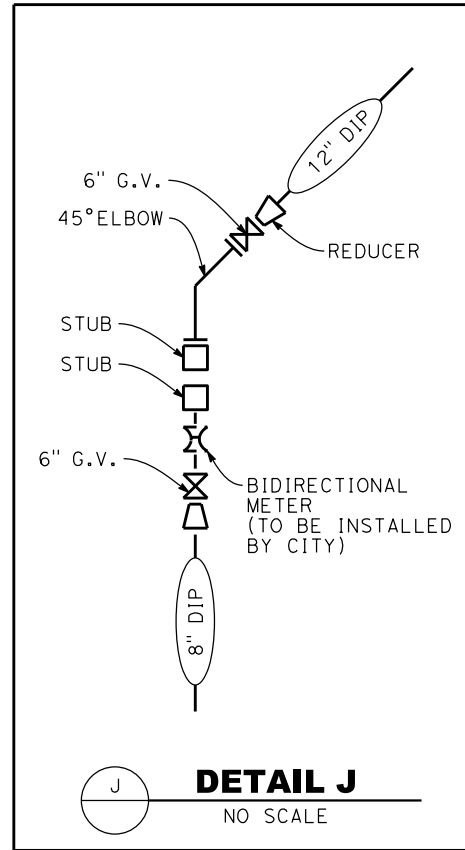 12" DIP
6" G.V.
45°ELBOW
REDUCER
STUB
STUB
6" G.V.
BIDIRECTIONAL
METER
(TO BE INSTALLED
BY CITY)
8" DIP
J
DETAIL J
NO SCALE